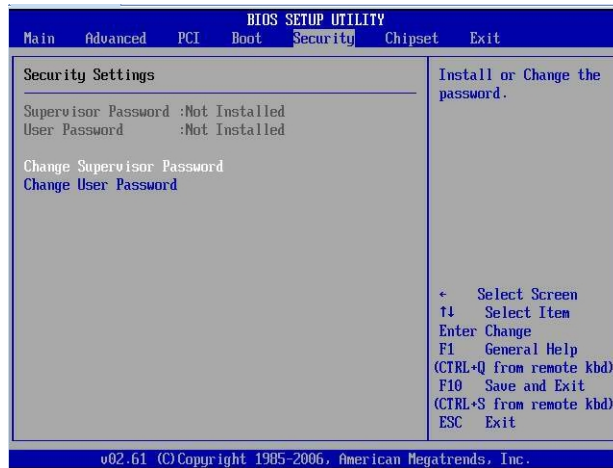 BIOS SETUP UTILITY
Main Advanced PCI Boot Security Chipset Exit
Security Settings
Supervisor Password :Not Installed
User Password :Not Installed
Change Supervisor Password
Change User Password
Install or Change the
password.
← Select Screen
↑↓ Select Item
Enter Change
F1 General Help
(CTRL+Q from remote kbd)
F10 Save and Exit
(CTRL+S from remote kbd)
ESC Exit
v02.61 (C)Copyright 1985-2006, American Megatrends, Inc.